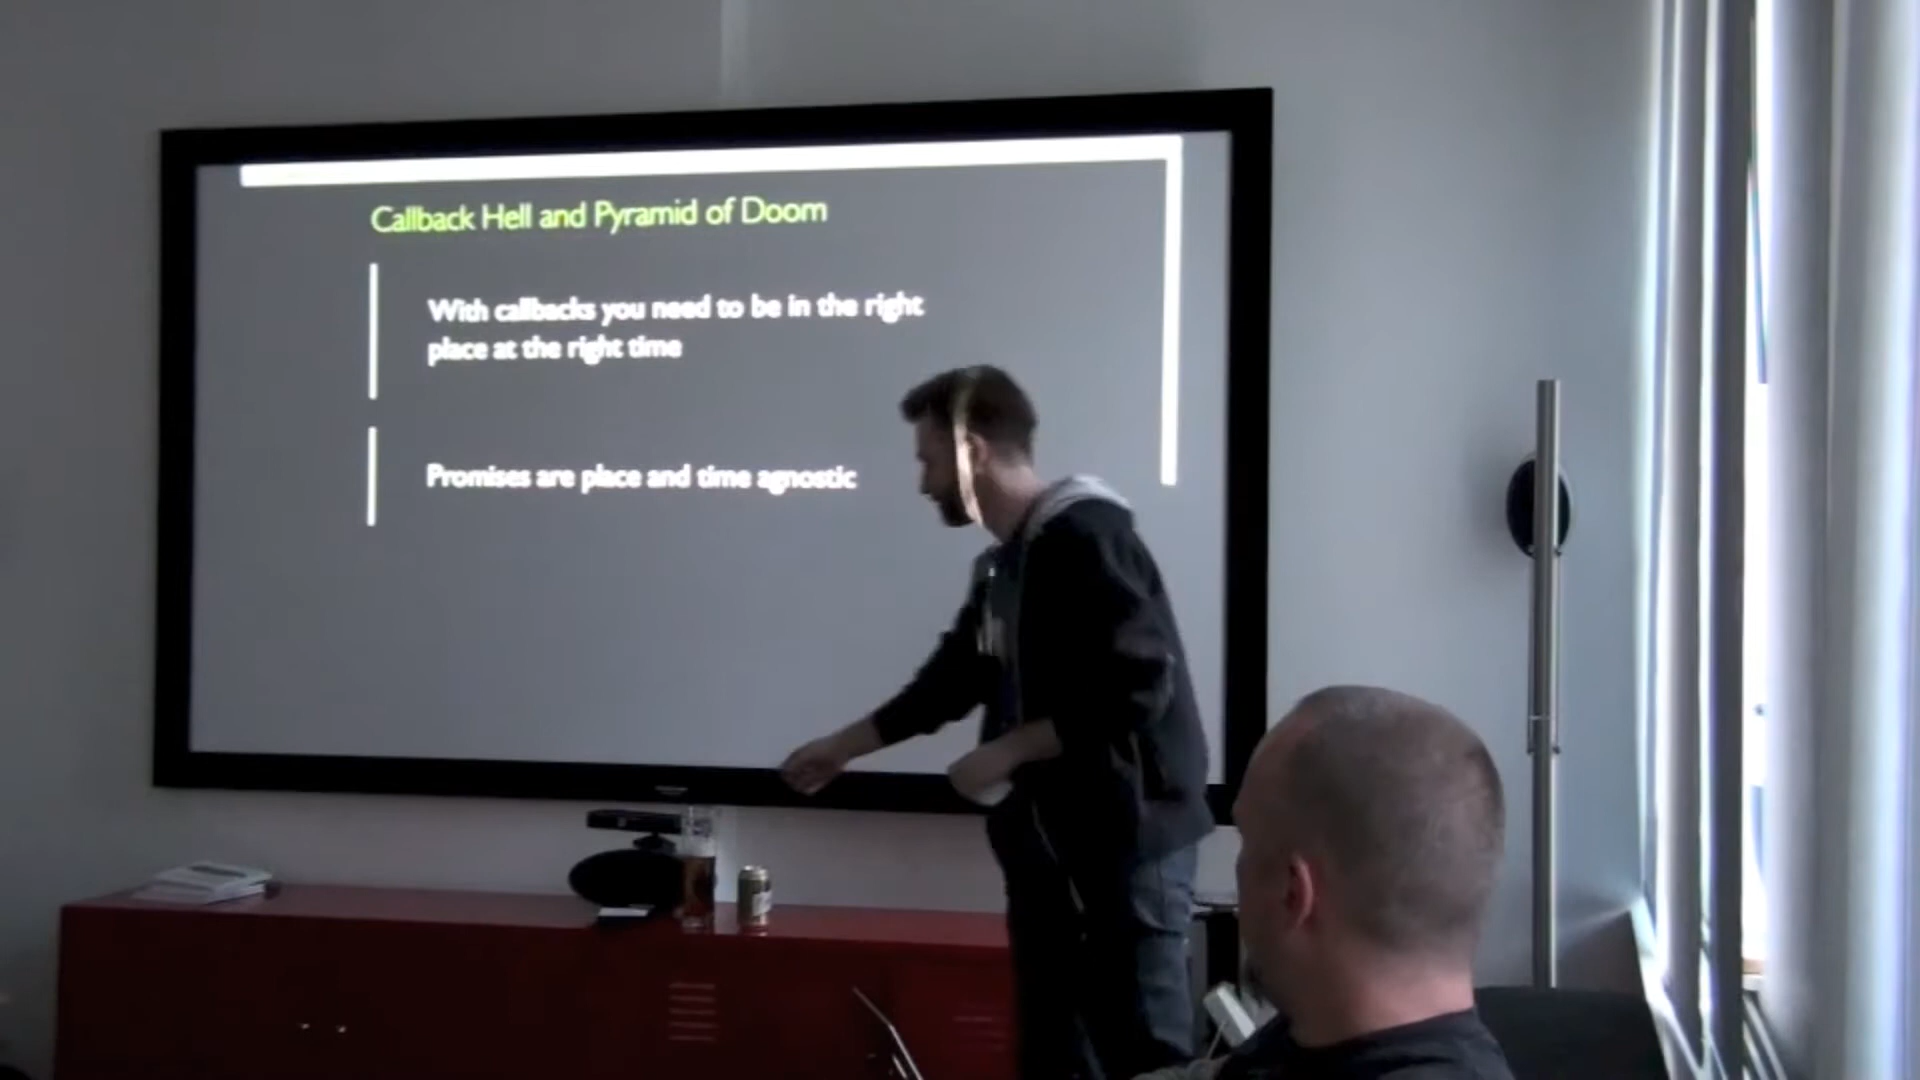 Callback Hell and Pyramid of Doom
With callbacks you need to be in the right
place at the right time
Promises are place and time agnostic